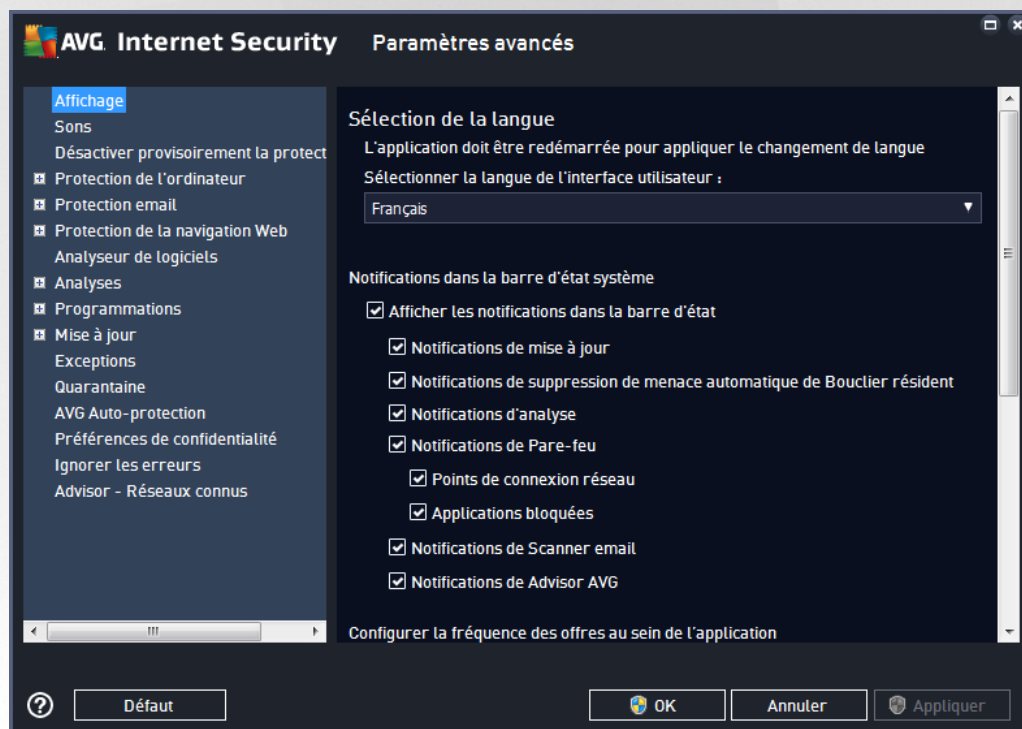 AVG. Internet Security
Paramètres avancés
Affichage
Sons
Désactiver provisoirement la protect
Protection de l'ordinateur
Protection email
Protection de la navigation Web
Analyseur de logiciels
Analyses
Programmations
Mise à jour
Exceptions
Quarantaine
AVG Auto-protection
Préférences de confidentialité
Ignorer les erreurs
Advisor - Réseaux connus
Sélection de la langue
L'application doit être redémarrée pour appliquer le changement de langue
Sélectionner la langue de l'interface utilisateur :
Français
Notifications dans la barre d'état système
Afficher les notifications dans la barre d'état
Notifications de mise à jour
Notifications de suppression de menace automatique de Bouclier résident
Notifications d'analyse
Notifications de Pare-feu
Points de connexion réseau
Applications bloquées
Notifications de Scanner email
Notifications de Advisor AVG
Configurer la fréquence des offres au sein de l'application
Défaut
OK
Annuler
Appliquer